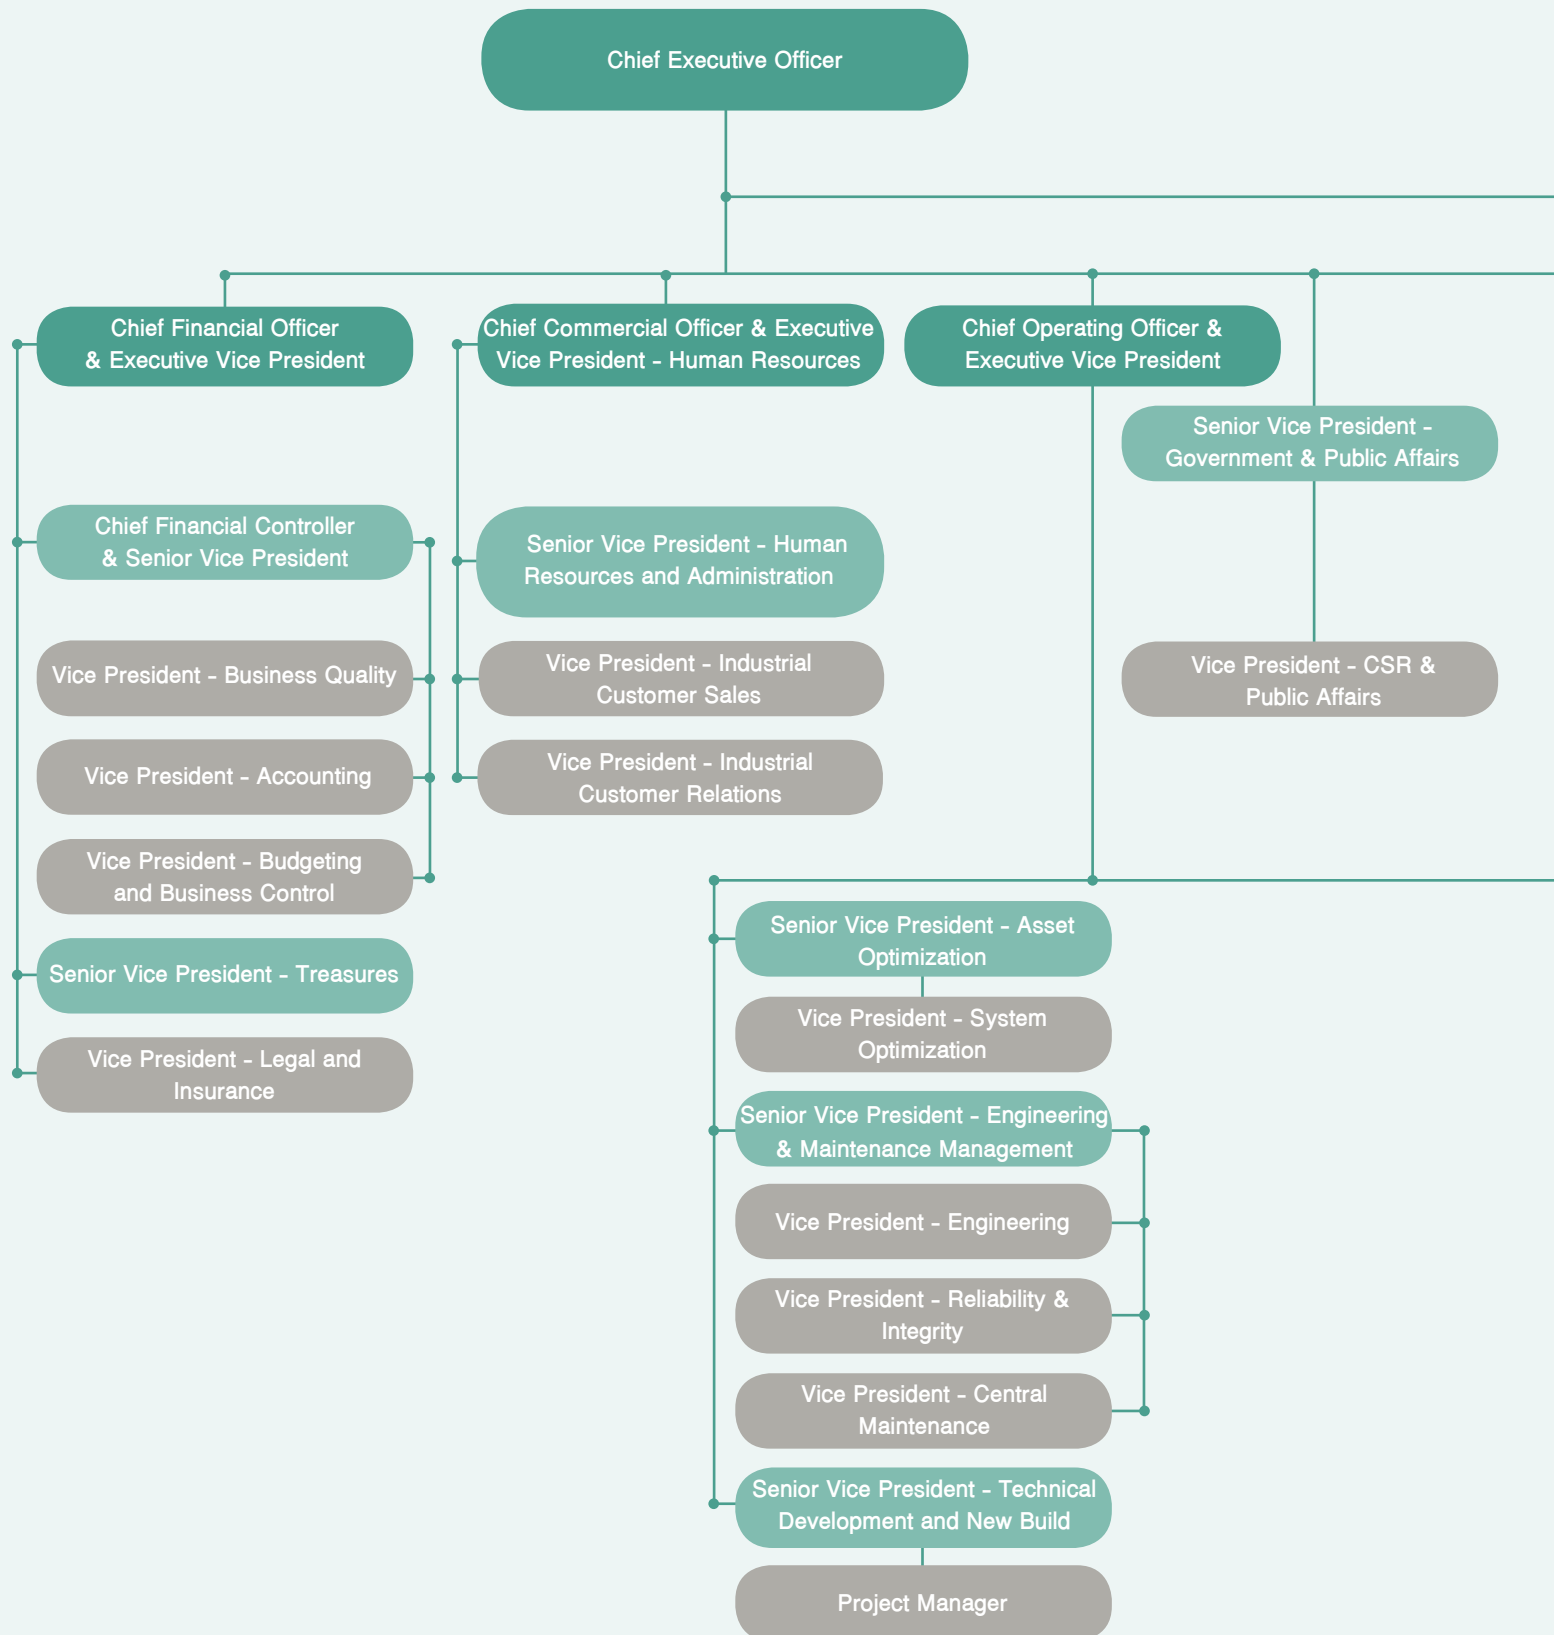 Chief Executive Officer
Chief Financial Officer
& Executive Vice President
Chief Commercial Officer & Executive
Vice President - Human Resources
Chief Operating Officer &
Executive Vice President
Senior Vice President -
Government & Public Affairs
Chief Financial Controller
& Senior Vice President
Senior Vice President - Human
Resources and Administration
Vice President - Business Quality
Vice President - Industrial
Customer Sales
Vice President - CSR &
Public Affairs
Vice President - Accounting
Vice President - Industrial
Customer Relations
Vice President - Budgeting
and Business Control
Senior Vice President - Treasures
Vice President - Legal and
Insurance
Senior Vice President - Asset
Optimization
Vice President - System
Optimization
Senior Vice President - Engineering
& Maintenance Management
Vice President - Engineering
Vice President - Reliability &
Integrity
Vice President - Central
Maintenance
Senior Vice President - Technical
Development and New Build
Project Manager